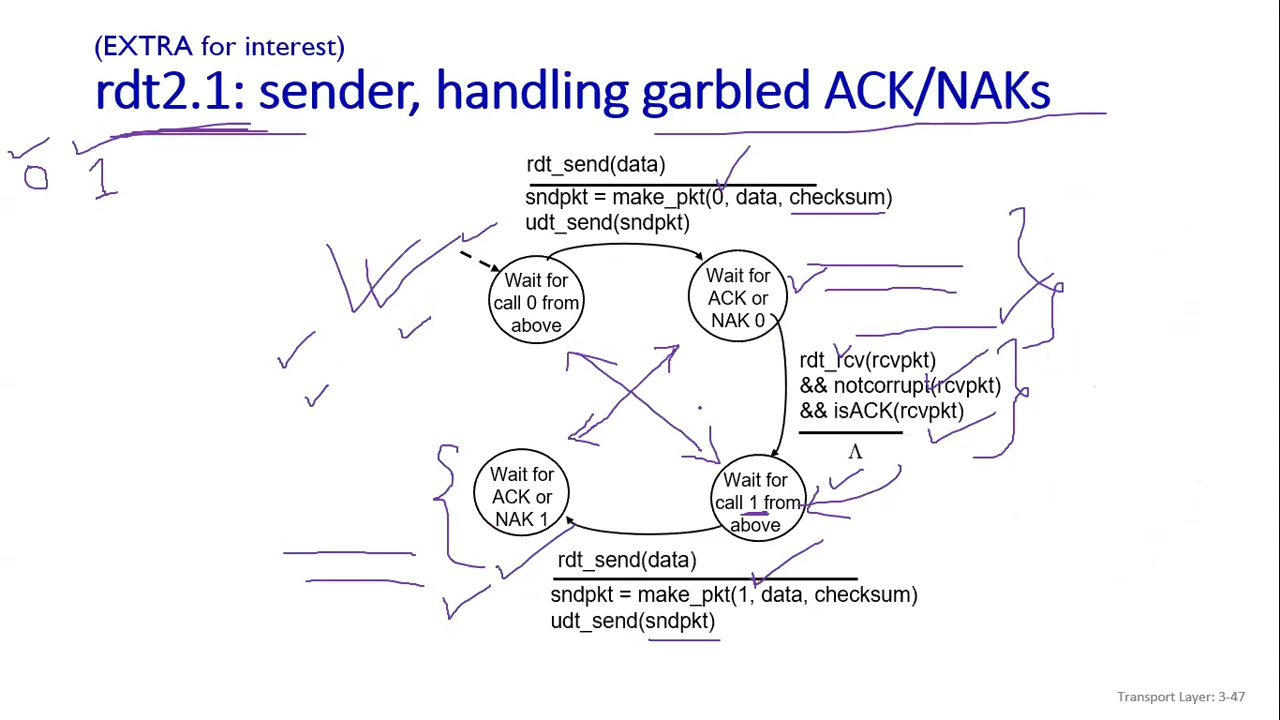 (EXTRA for interest)
rdt2.1: sender, handling garbled ACK/NAKs
0 1
rdt_send(data)
sndpkt = make_pkt(0, data, checksum)
udt_send(sndpkt)
Wait for
call 0 from
above
Wait for
ACK or
NAK 0
rdt_rcv(rcvpkt)
&& notcorrupt(rcvpkt)
&& isACK(rcvpkt)
Λ
Wait for
ACK or
NAK 1
Wait for
call 1 from
above
rdt_send(data)
sndpkt = make_pkt(1, data, checksum)
udt_send(sndpkt)
Transport Layer: 3-47